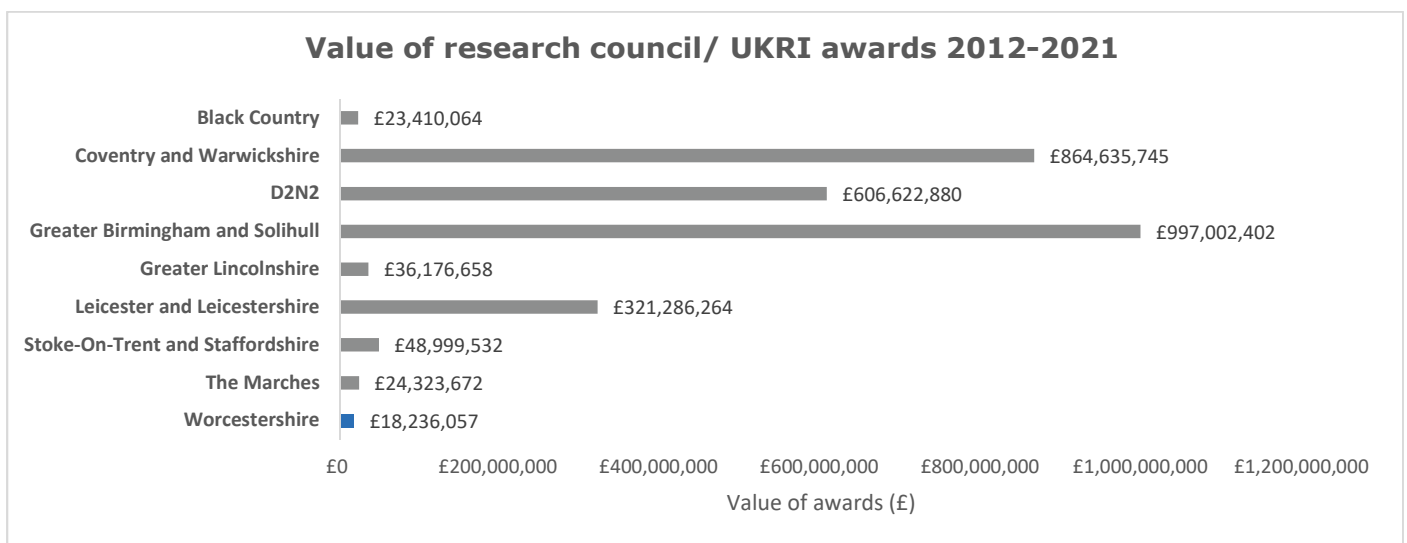 Value of research council/ UKRI awards 2012-2021
Black Country £23,410,064
Coventry and Warwickshire £864,635,745
D2N2 £606,622,880
Greater Birmingham and Solihull £997,002,402
Greater Lincolnshire £36,176,658
Leicester and Leicestershire £321,286,264
Stoke-On-Trent and Staffordshire £48,999,532
The Marches £24,323,672
Worcestershire £18,236,057
£0 £200,000,000 £400,000,000 £600,000,000 £800,000,000 £1,000,000,000 £1,200,000,000
Value of awards (£)